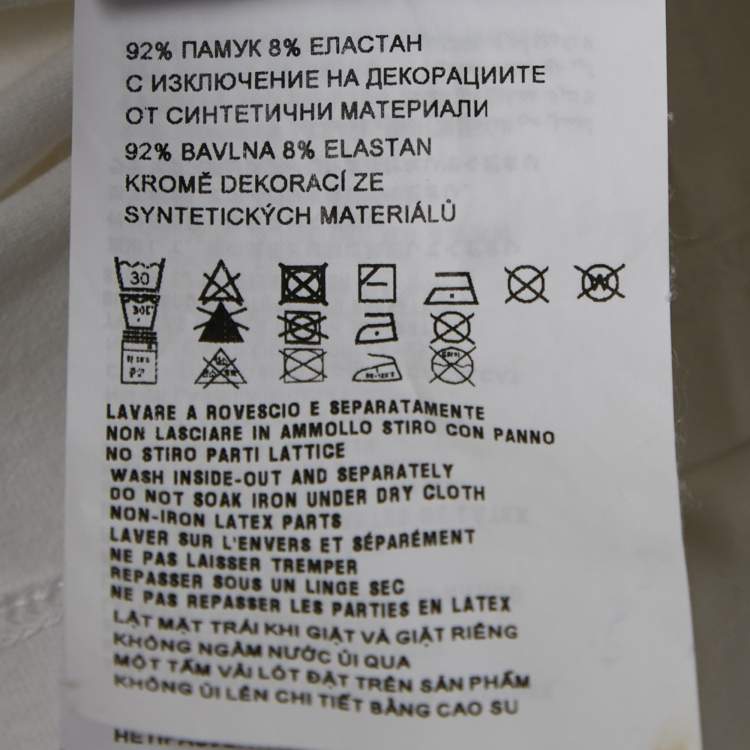 92% ПАМУК 8% ЕЛАСТАН
С ИЗКЛЮЧЕНИЕ НА ДЕКОРАЦИИТЕ
ОТ СИНТЕТИЧНИ МАТЕРИАЛИ
92% BAVLNA 8% ELASTAN
KROMĚ DEKORACÍ ZE
SYNTETICKÝCH MATERIÁLŮ
30 W
30C
LAVARE A ROVESCIO E SEPARATAMENTE
NON LASCIARE IN AMMOLLO STIRO CON PANNO
NO STIRO PARTI LATTICE
WASH INSIDE-OUT AND SEPARATELY
DO NOT SOAK IRON UNDER DRY CLOTH
NON-IRON LATEX PARTS
LAVER SUR L'ENVERS ET SÉPARÉMENT
NE PAS LAISSER TREMPER
REPASSER SOUS UN LINGE SEC
NE PAS REPASSER LES PARTIES EN LATEX
LẬT MẶT TRÁI KHI GIẶT VÀ GIẶT RIÊNG
KHÔNG NGÂM NƯỚC ỦI QUA
MỘT TẤM VẢI LÓT ĐẶT TRÊN SẢN PHẨM
KHÔNG ỦI LÊN CHI TIẾT BẰNG CAO SU